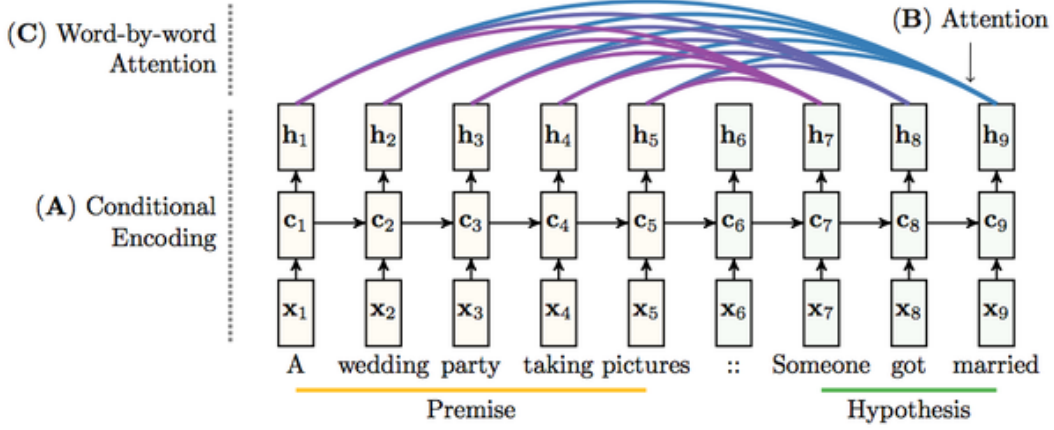 (C) Word-by-word
Attention
(B) Attention
h₁ h₂ h₃ h₄ h₅ h₆ h₇ h₈ h₉
(A) Conditional
Encoding
c₁ c₂ c₃ c₄ c₅ c₆ c₇ c₈ c₉
x₁ x₂ x₃ x₄ x₅ x₆ x₇ x₈ x₉
A wedding party taking pictures :: Someone got married
Premise Hypothesis